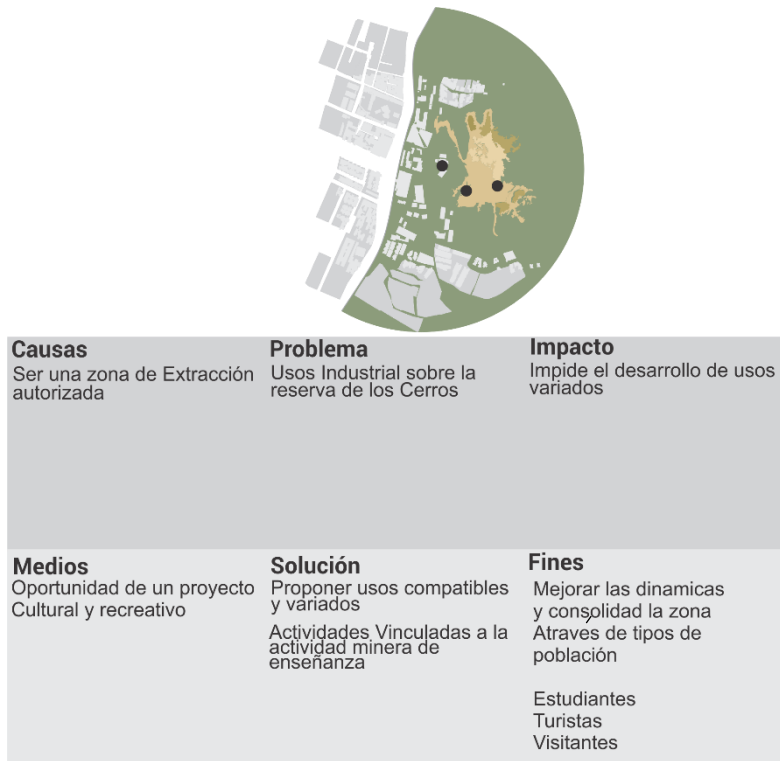 Causas
Ser una zona de Extracción
autorizada
Problema
Usos Industrial sobre la
reserva de los Cerros
Impacto
Impide el desarrollo de usos
variados
Medios
Oportunidad de un proyecto
Cultural y recreativo
Solución
Proponer usos compatibles
y variados
Actividades Vinculadas a la
actividad minera de
enseñanza
Fines
Mejorar las dinamicas
y consolidad la zona
Atraves de tipos de
población
Estudiantes
Turistas
Visitantes